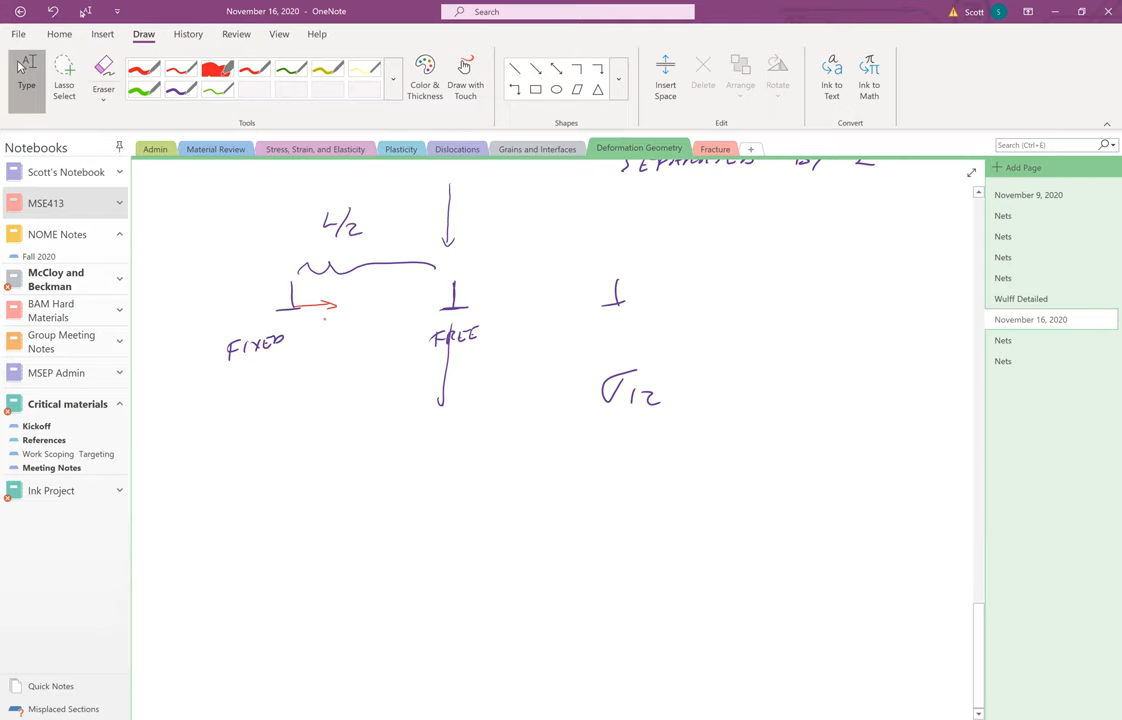 November 16, 2020 - OneNote
Search
Scott
S
File
Home
Insert
Draw
History
Review
View
Help
Type
Lasso Select
Eraser
Color & Thickness
Draw with Touch
Insert Space
Delete
Arrange
Rotate
Ink to Text
Ink to Math
Tools
Shapes
Edit
Convert
Notebooks
Admin
Material Review
Stress, Strain, and Elasticity
Plasticity
Dislocations
Grains and Interfaces
Deformation Geometry
Fracture
Search (Ctrl+E)
Scott's Notebook
MSE413
NOME Notes
Fall 2020
McCloy and Beckman
BAM Hard Materials
Group Meeting Notes
MSEP Admin
Critical materials
Kickoff
References
Work Scoping Targeting
Meeting Notes
Ink Project
Quick Notes
Misplaced Sections
SEPARATED BY L
L/2
FIXED
FREE
σ12
Add Page
November 9, 2020
Nets
Nets
Nets
Nets
Wulff Detailed
November 16, 2020
Nets
Nets